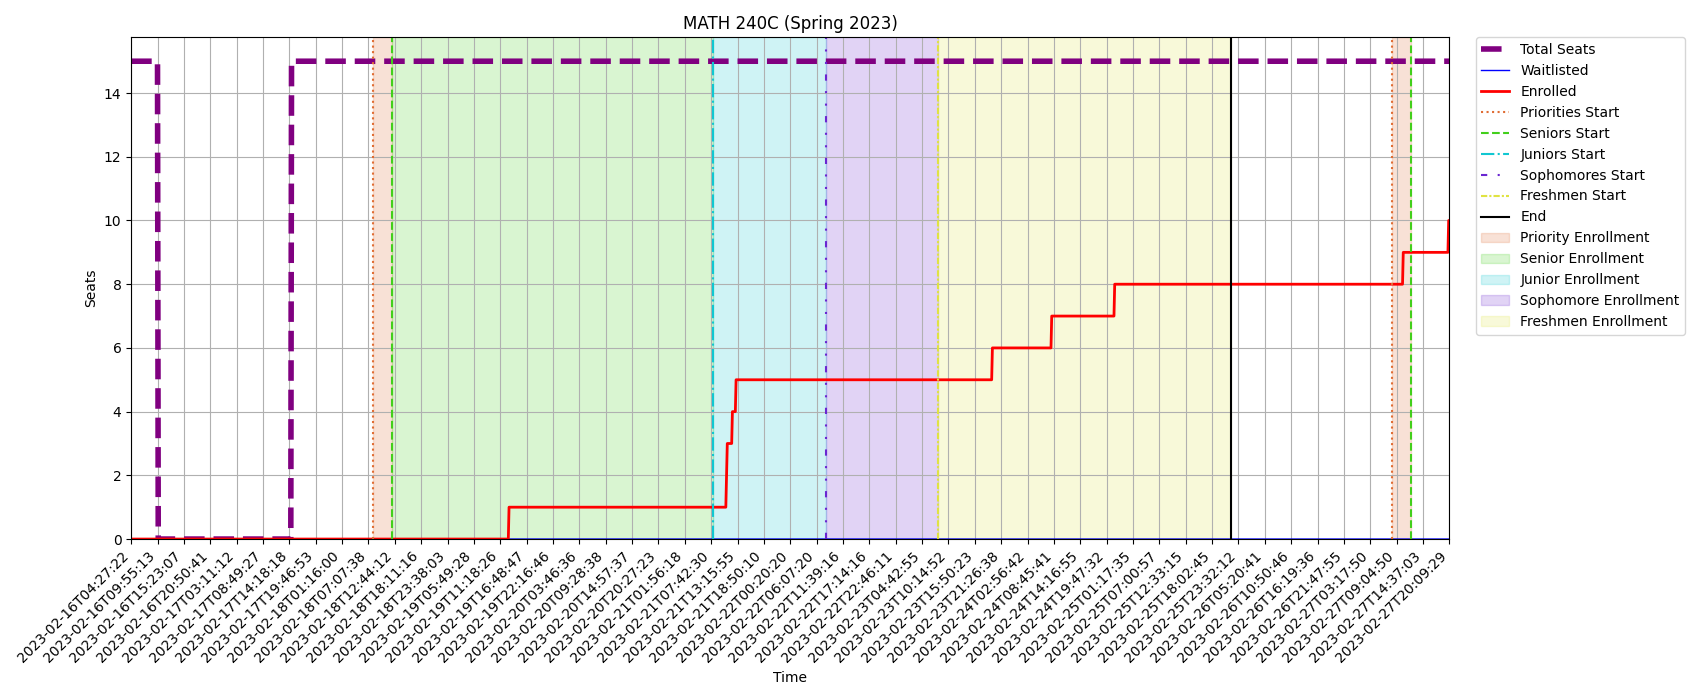 MATH 240C (Spring 2023)
Seats
14
12
10
8
6
4
2
0
2023-02-16T04:27:22
2023-02-16T09:55:13
2023-02-16T15:23:07
2023-02-16T20:50:41
2023-02-17T03:11:12
2023-02-17T08:49:27
2023-02-17T14:18:18
2023-02-17T19:46:53
2023-02-18T01:16:00
2023-02-18T07:07:38
2023-02-18T12:44:12
2023-02-18T18:11:16
2023-02-18T23:38:03
2023-02-19T05:49:28
2023-02-19T11:18:26
2023-02-19T16:48:47
2023-02-19T22:16:46
2023-02-20T03:46:36
2023-02-20T09:28:38
2023-02-20T14:57:37
2023-02-20T20:27:23
2023-02-21T01:56:18
2023-02-21T07:42:30
2023-02-21T13:15:55
2023-02-21T18:50:10
2023-02-22T00:20:20
2023-02-22T06:07:20
2023-02-22T11:39:16
2023-02-22T17:14:16
2023-02-22T22:46:11
2023-02-23T04:42:55
2023-02-23T10:14:52
2023-02-23T15:50:23
2023-02-23T21:26:38
2023-02-24T02:56:42
2023-02-24T08:45:41
2023-02-24T14:16:55
2023-02-24T19:47:32
2023-02-25T01:17:35
2023-02-25T07:00:57
2023-02-25T12:33:15
2023-02-25T18:02:45
2023-02-25T23:32:12
2023-02-26T05:20:41
2023-02-26T10:50:46
2023-02-26T16:19:36
2023-02-26T21:47:55
2023-02-27T03:17:50
2023-02-27T09:04:50
2023-02-27T14:37:03
2023-02-27T20:09:29
Time
Total Seats
Waitlisted
Enrolled
Priorities Start
Seniors Start
Juniors Start
Sophomores Start
Freshmen Start
End
Priority Enrollment
Senior Enrollment
Junior Enrollment
Sophomore Enrollment
Freshmen Enrollment